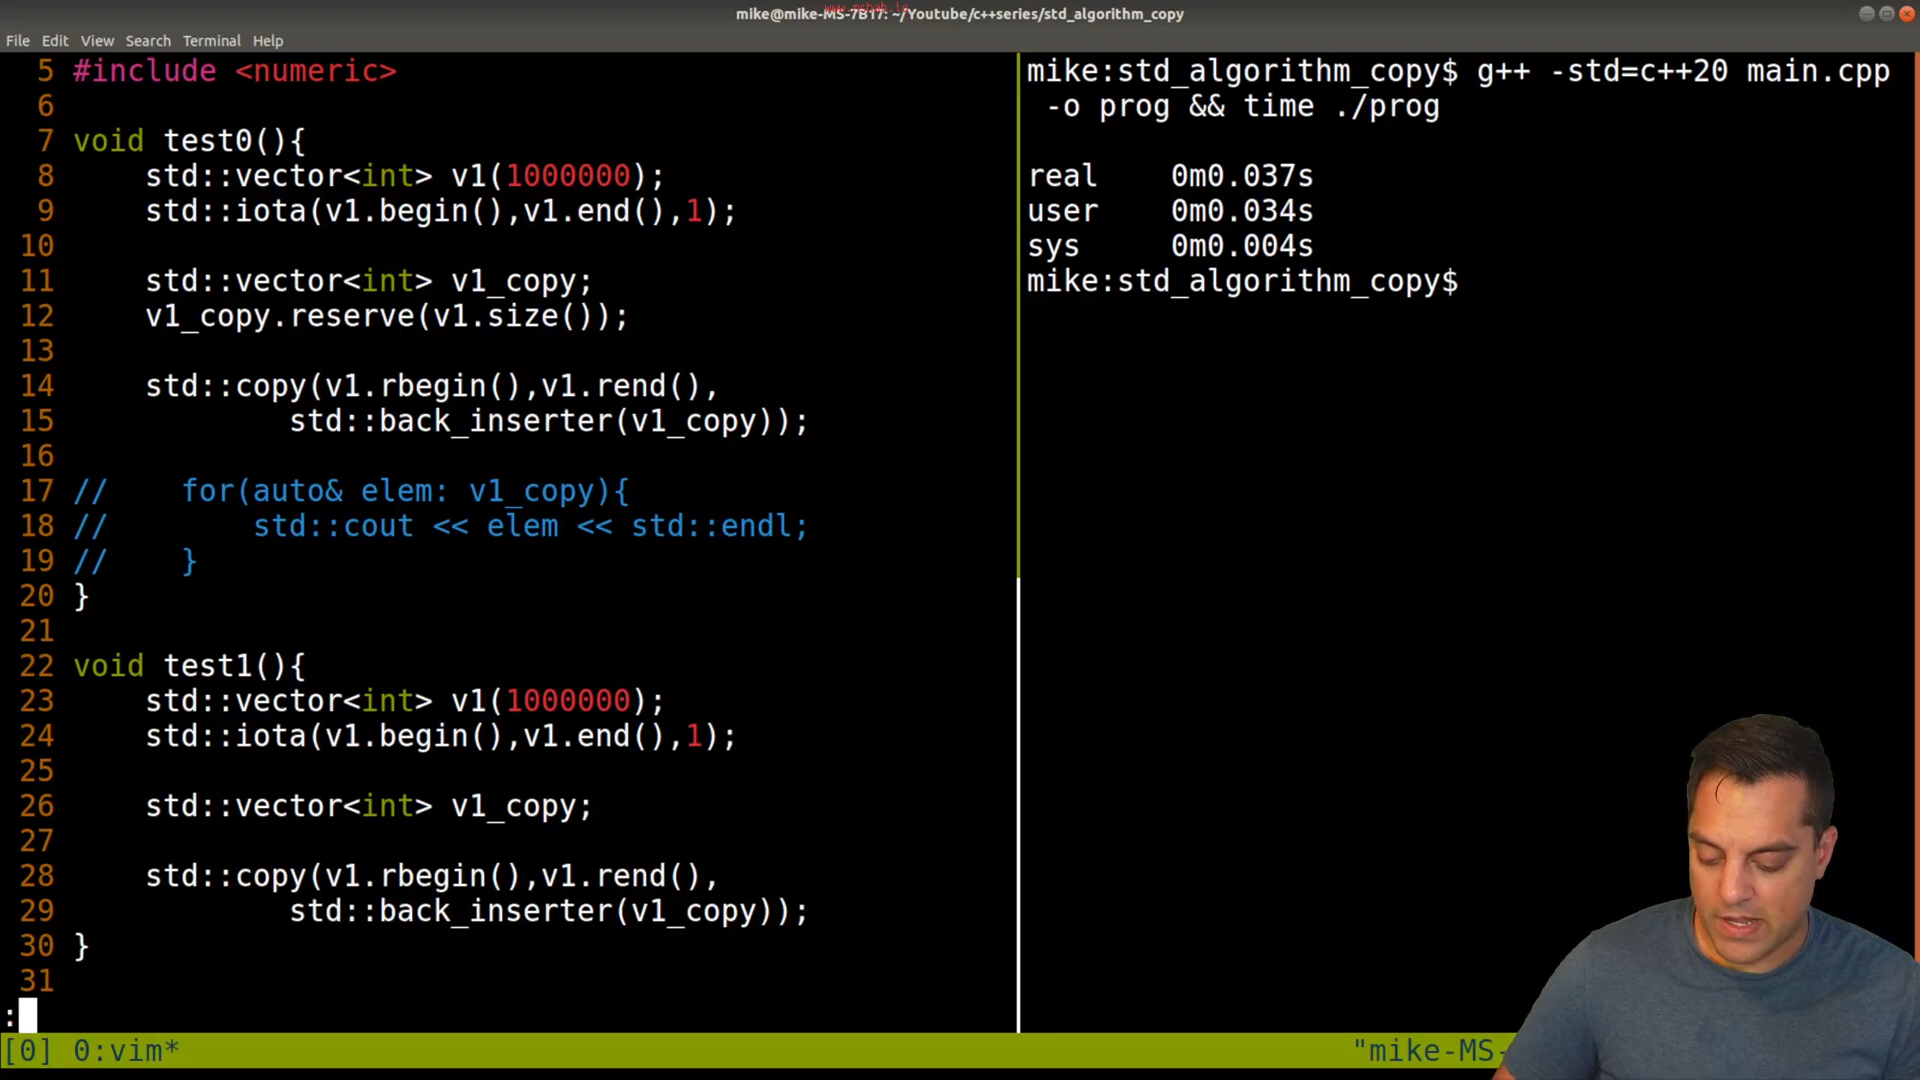 www.mshah.io
mike@mike-MS-7B17: ~/Youtube/c++series/std_algorithm_copy
File Edit View Search Terminal Help
5 #include <numeric>
6
7 void test0(){
8 std::vector<int> v1(1000000);
9 std::iota(v1.begin(),v1.end(),1);
10
11 std::vector<int> v1_copy;
12 v1_copy.reserve(v1.size());
13
14 std::copy(v1.rbegin(),v1.rend(),
15 std::back_inserter(v1_copy));
16
17 // for(auto& elem: v1_copy){
18 // std::cout << elem << std::endl;
19 // }
20 }
21
22 void test1(){
23 std::vector<int> v1(1000000);
24 std::iota(v1.begin(),v1.end(),1);
25
26 std::vector<int> v1_copy;
27
28 std::copy(v1.rbegin(),v1.rend(),
29 std::back_inserter(v1_copy));
30 }
31
:
mike:std_algorithm_copy$ g++ -std=c++20 main.cpp
-o prog && time ./prog
real 0m0.037s
user 0m0.034s
sys 0m0.004s
mike:std_algorithm_copy$
[0] 0:vim* "mike-MS-